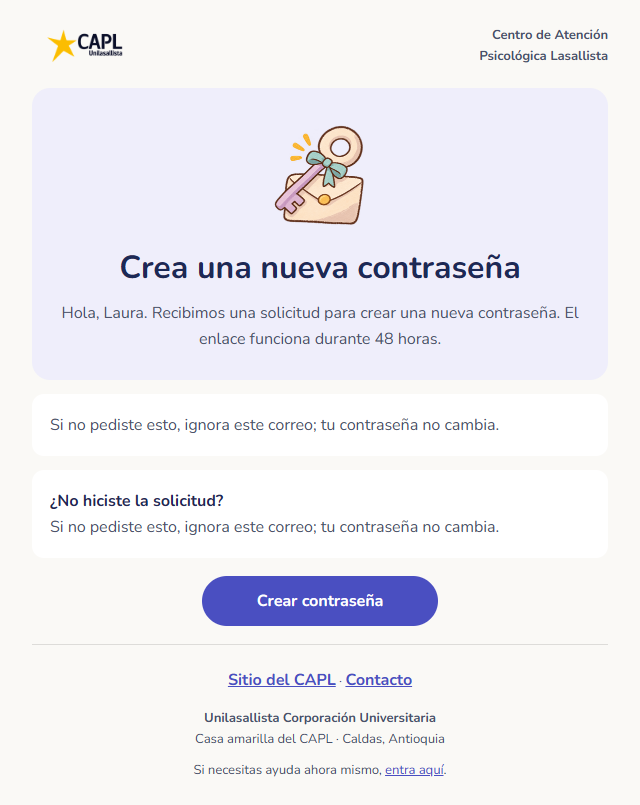 CAPL
Unilasallista
Centro de Atención
Psicológica Lasallista
Crea una nueva contraseña
Hola, Laura. Recibimos una solicitud para crear una nueva contraseña. El
enlace funciona durante 48 horas.
Si no pediste esto, ignora este correo; tu contraseña no cambia.
¿No hiciste la solicitud?
Si no pediste esto, ignora este correo; tu contraseña no cambia.
Crear contraseña
Sitio del CAPL · Contacto
Unilasallista Corporación Universitaria
Casa amarilla del CAPL · Caldas, Antioquia
Si necesitas ayuda ahora mismo, entra aquí.